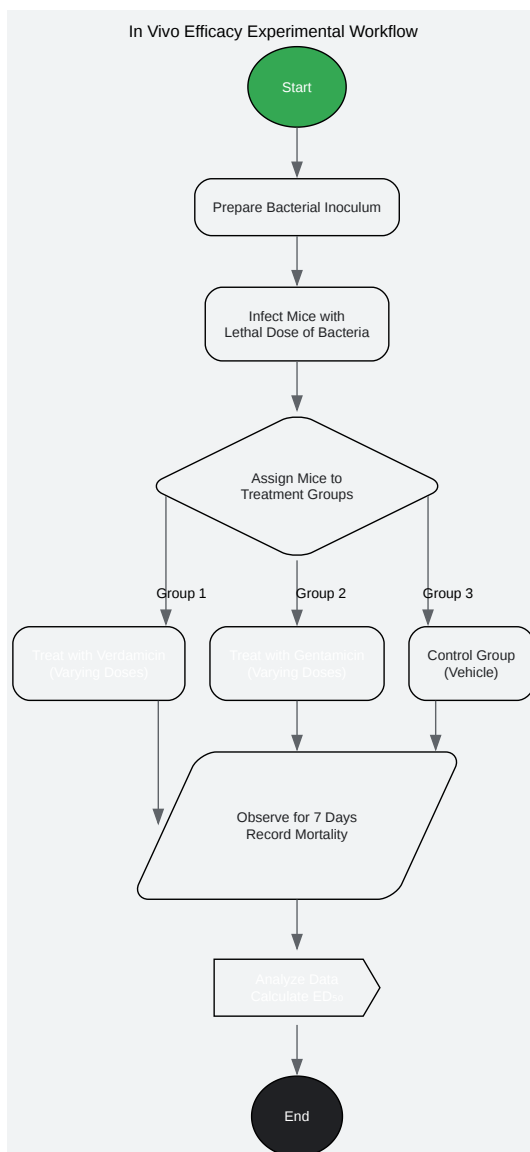 In Vivo Efficacy Experimental Workflow
Start
Prepare Bacterial Inoculum
Infect Mice with
Lethal Dose of Bacteria
Assign Mice to
Treatment Groups
Group 1
Group 2
Group 3
Treat with Verdamicin
(Varying Doses)
Treat with Gentamicin
(Varying Doses)
Control Group
(Vehicle)
Observe for 7 Days
Record Mortality
Analyze Data
Calculate ED₅₀
End